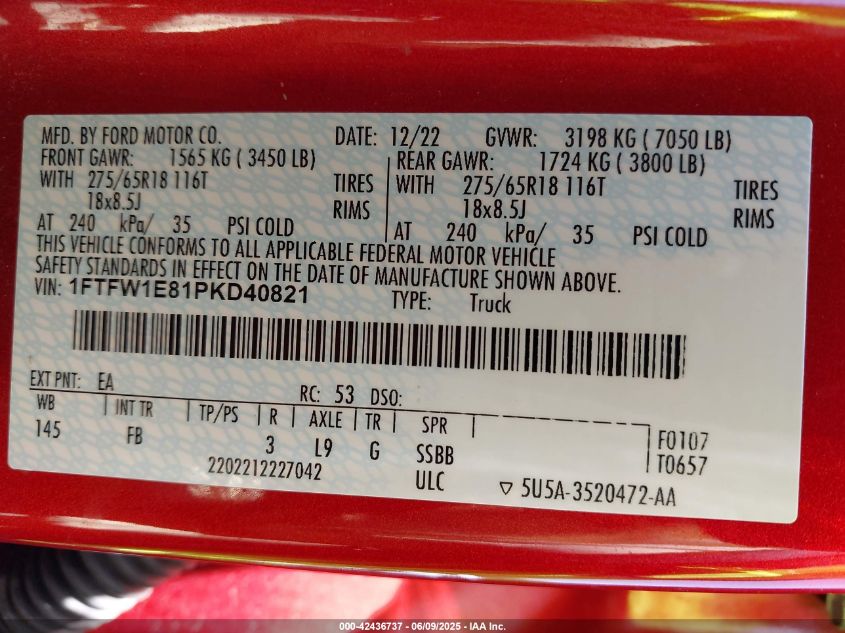 MFD. BY FORD MOTOR CO. DATE: 12/22 GVWR: 3198 KG ( 7050 LB)
FRONT GAWR: 1565 KG ( 3450 LB) REAR GAWR: 1724 KG ( 3800 LB)
WITH 275/65R18 116T TIRES WITH 275/65R18 116T TIRES
18x8.5J RIMS 18x8.5J RIMS
AT 240 kPa/ 35 PSI COLD AT 240 kPa/ 35 PSI COLD
THIS VEHICLE CONFORMS TO ALL APPLICABLE FEDERAL MOTOR VEHICLE
SAFETY STANDARDS IN EFFECT ON THE DATE OF MANUFACTURE SHOWN ABOVE.
VIN: 1FTFW1E81PKD40821 TYPE: Truck
EXT PNT: EA RC: 53 DSO:
WB INT TR TP/PS R AXLE TR SPR
145 FB 3 L9 G SSBB F0107
T0657
2202212227042 ULC 5U5A-3520472-AA
000-42436737 - 06/09/2025 - IAA Inc.